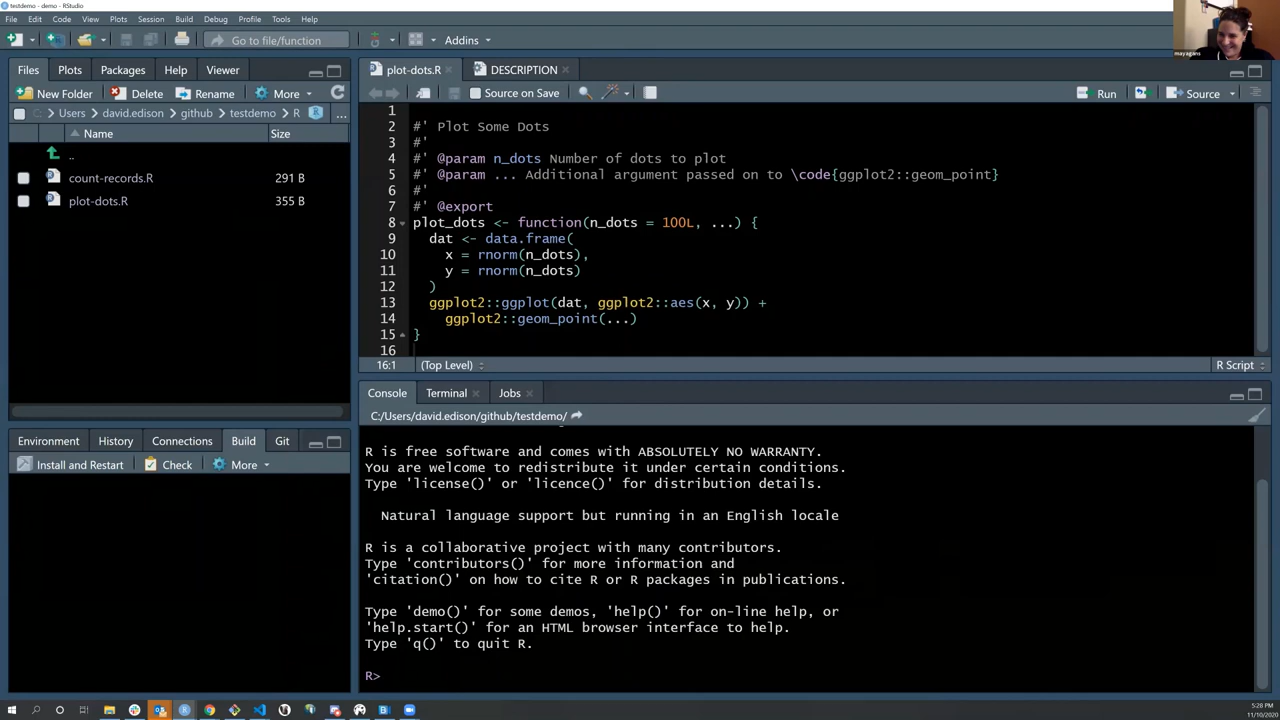 testdemo - demo - RStudio
File Edit Code View Plots Session Build Debug Profile Tools Help
Go to file/function
Addins
mayagans
Files Plots Packages Help Viewer
New Folder Delete Rename More
C: Users david.edison github testdemo R ...
Name Size
..
count-records.R 291 B
plot-dots.R 355 B
Environment History Connections Build Git
Install and Restart Check More
plot-dots.R DESCRIPTION
Source on Save Run Source
1
2 #' Plot Some Dots
3 #'
4 #' @param n_dots Number of dots to plot
5 #' @param ... Additional argument passed on to \code{ggplot2::geom_point}
6 #'
7 #' @export
8 plot_dots <- function(n_dots = 100L, ...) {
9 dat <- data.frame(
10 x = rnorm(n_dots),
11 y = rnorm(n_dots)
12 )
13 ggplot2::ggplot(dat, ggplot2::aes(x, y)) +
14 ggplot2::geom_point(...)
15 }
16
16:1 (Top Level) R Script
Console Terminal Jobs
C:/Users/david.edison/github/testdemo/
R is free software and comes with ABSOLUTELY NO WARRANTY.
You are welcome to redistribute it under certain conditions.
Type 'license()' or 'licence()' for distribution details.
Natural language support but running in an English locale
R is a collaborative project with many contributors.
Type 'contributors()' for more information and
'citation()' on how to cite R or R packages in publications.
Type 'demo()' for some demos, 'help()' for on-line help, or
'help.start()' for an HTML browser interface to help.
Type 'q()' to quit R.
R>
5:28 PM
11/10/2020